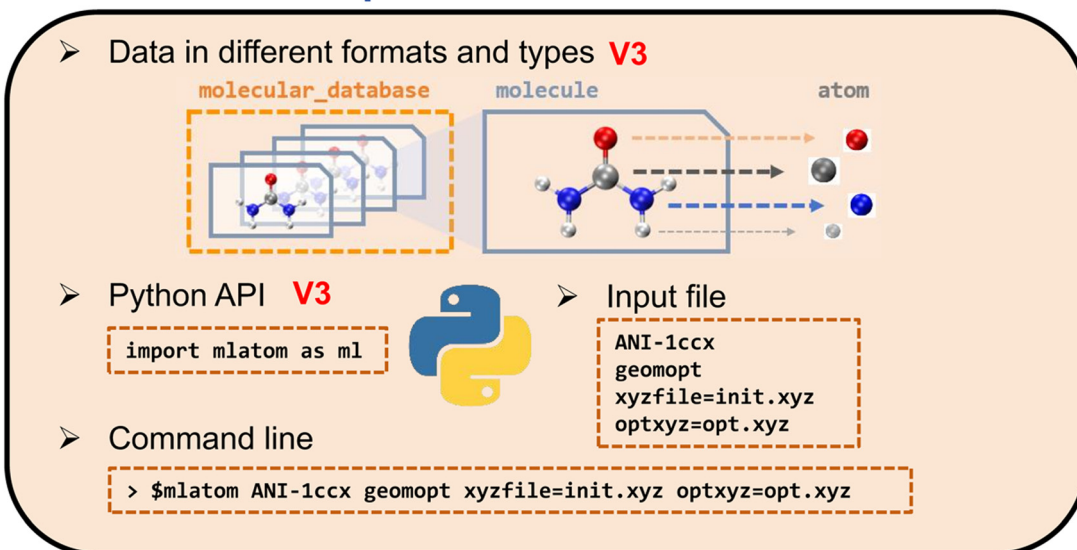 Data in different formats and types V3
molecular_database molecule atom
Python API V3
import mlatom as ml
Input file
ANI-1ccx
geomopt
xyzfile=init.xyz
optxyz=opt.xyz
Command line
> $mlatom ANI-1ccx geomopt xyzfile=init.xyz optxyz=opt.xyz